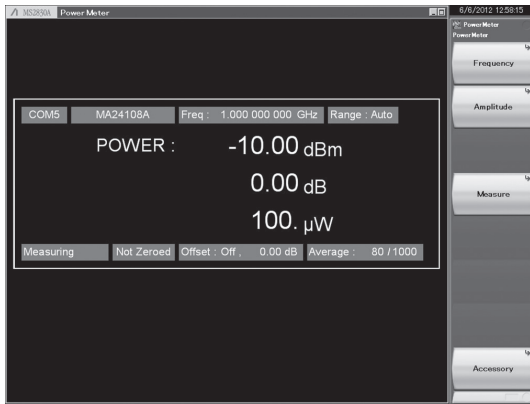 MS2830A Power Meter
6/6/2012 12:58:15
Power Meter
Power Meter
Frequency
Amplitude
COM5 MA24108A Freq : 1.000 000 000 GHz Range : Auto
POWER : -10.00 dBm
0.00 dB
100. μW
Measure
Measuring Not Zeroed Offset : Off , 0.00 dB Average : 80 / 1000
Accessory